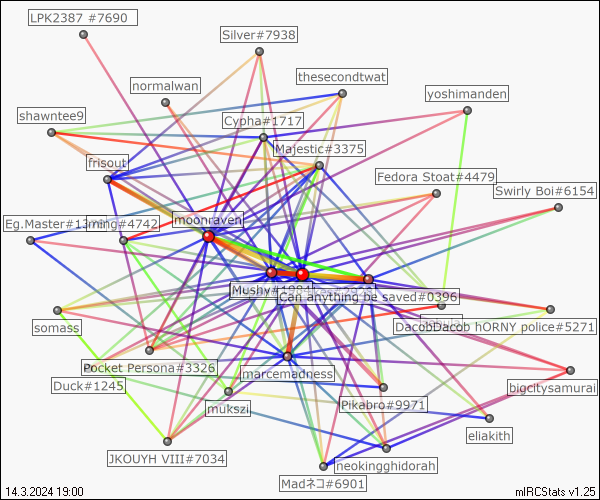 LPK2387 #7690
Silver#7938
thesecondtwat
normalwan
yoshimanden
shawntee9
Cypha#1717
Majestic#3375
frisout
Fedora Stoat#4479
Swirly Boi#6154
moonraven
Eg.Master#13
ming#4742
Mushy#1984
Can anything be saved#0396
somass
DacobDacob hORNY police#5271
Pocket Persona#3326
marcemadness
Duck#1245
bigcitysamurai
mukszi
Pikabro#9971
eliakith
JKOUYH VIII#7034
neokingghidorah
Madネコ#6901
14.3.2024 19:00
mIRCStats v1.25